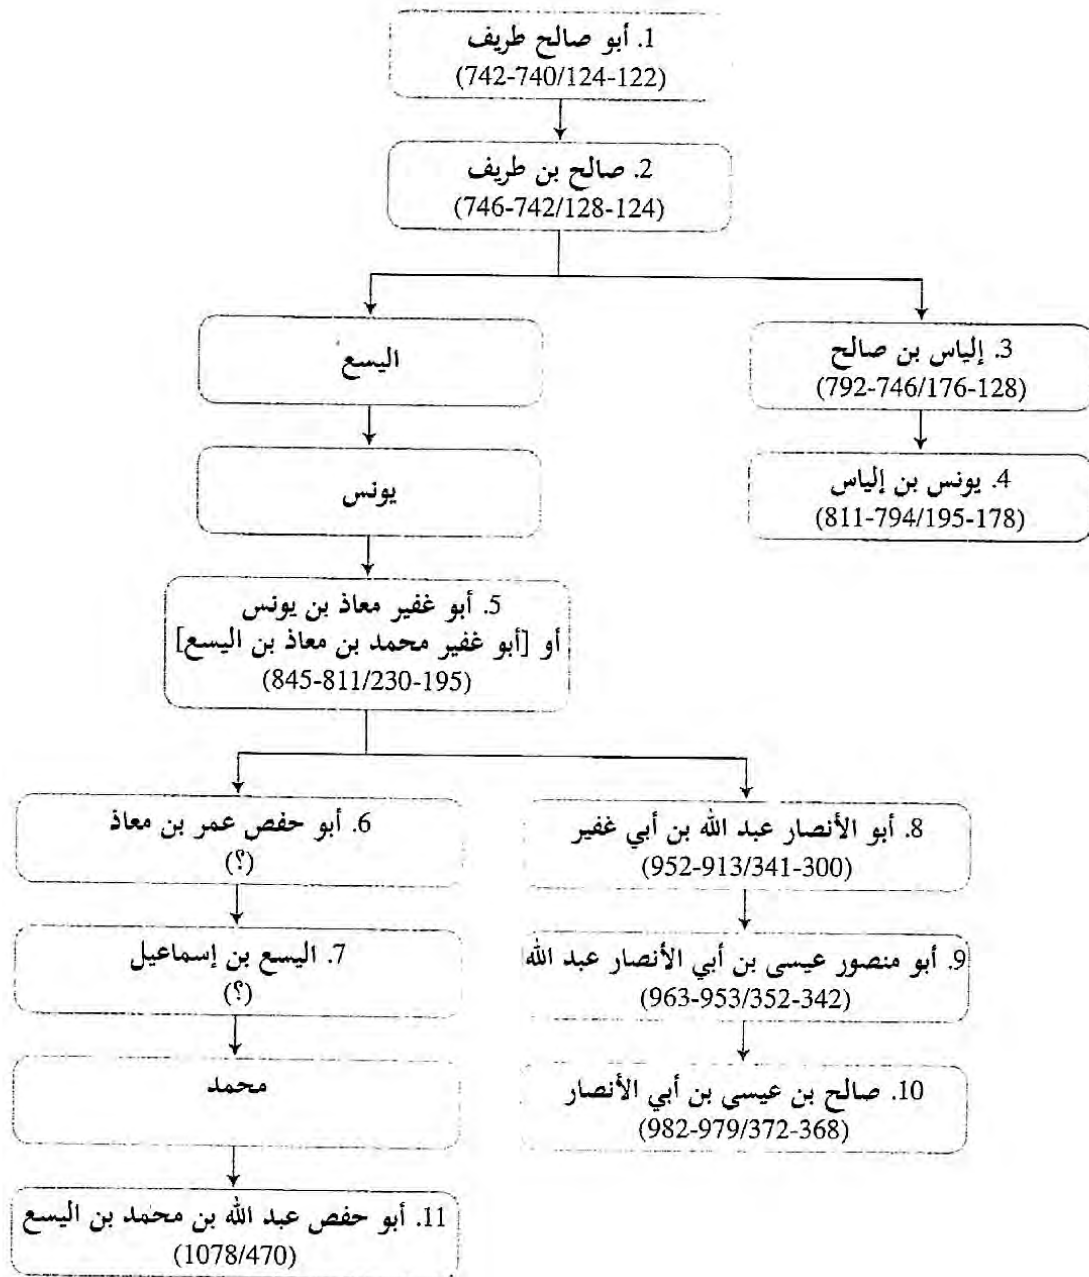 1. أبو صالح طريف
(742-740/124-122)
2. صالح بن طريف
(746-742/128-124)
اليسع
3. إلياس بن صالح
(792-746/176-128)
يونس
4. يونس بن إلياس
(811-794/195-178)
5. أبو غفير معاذ بن يونس
أو [أبو غفير محمد بن معاذ بن اليسع]
(845-811/230-195)
6. أبو حفص عمر بن معاذ
(؟)
8. أبو الأنصار عبد الله بن أبي غفير
(952-913/341-300)
7. اليسع بن إسماعيل
(؟)
9. أبو منصور عيسى بن أبي الأنصار عبد الله
(963-953/352-342)
محمد
10. صالح بن عيسى بن أبي الأنصار
(982-979/372-368)
11. أبو حفص عبد الله بن محمد بن اليسع
(1078/470)